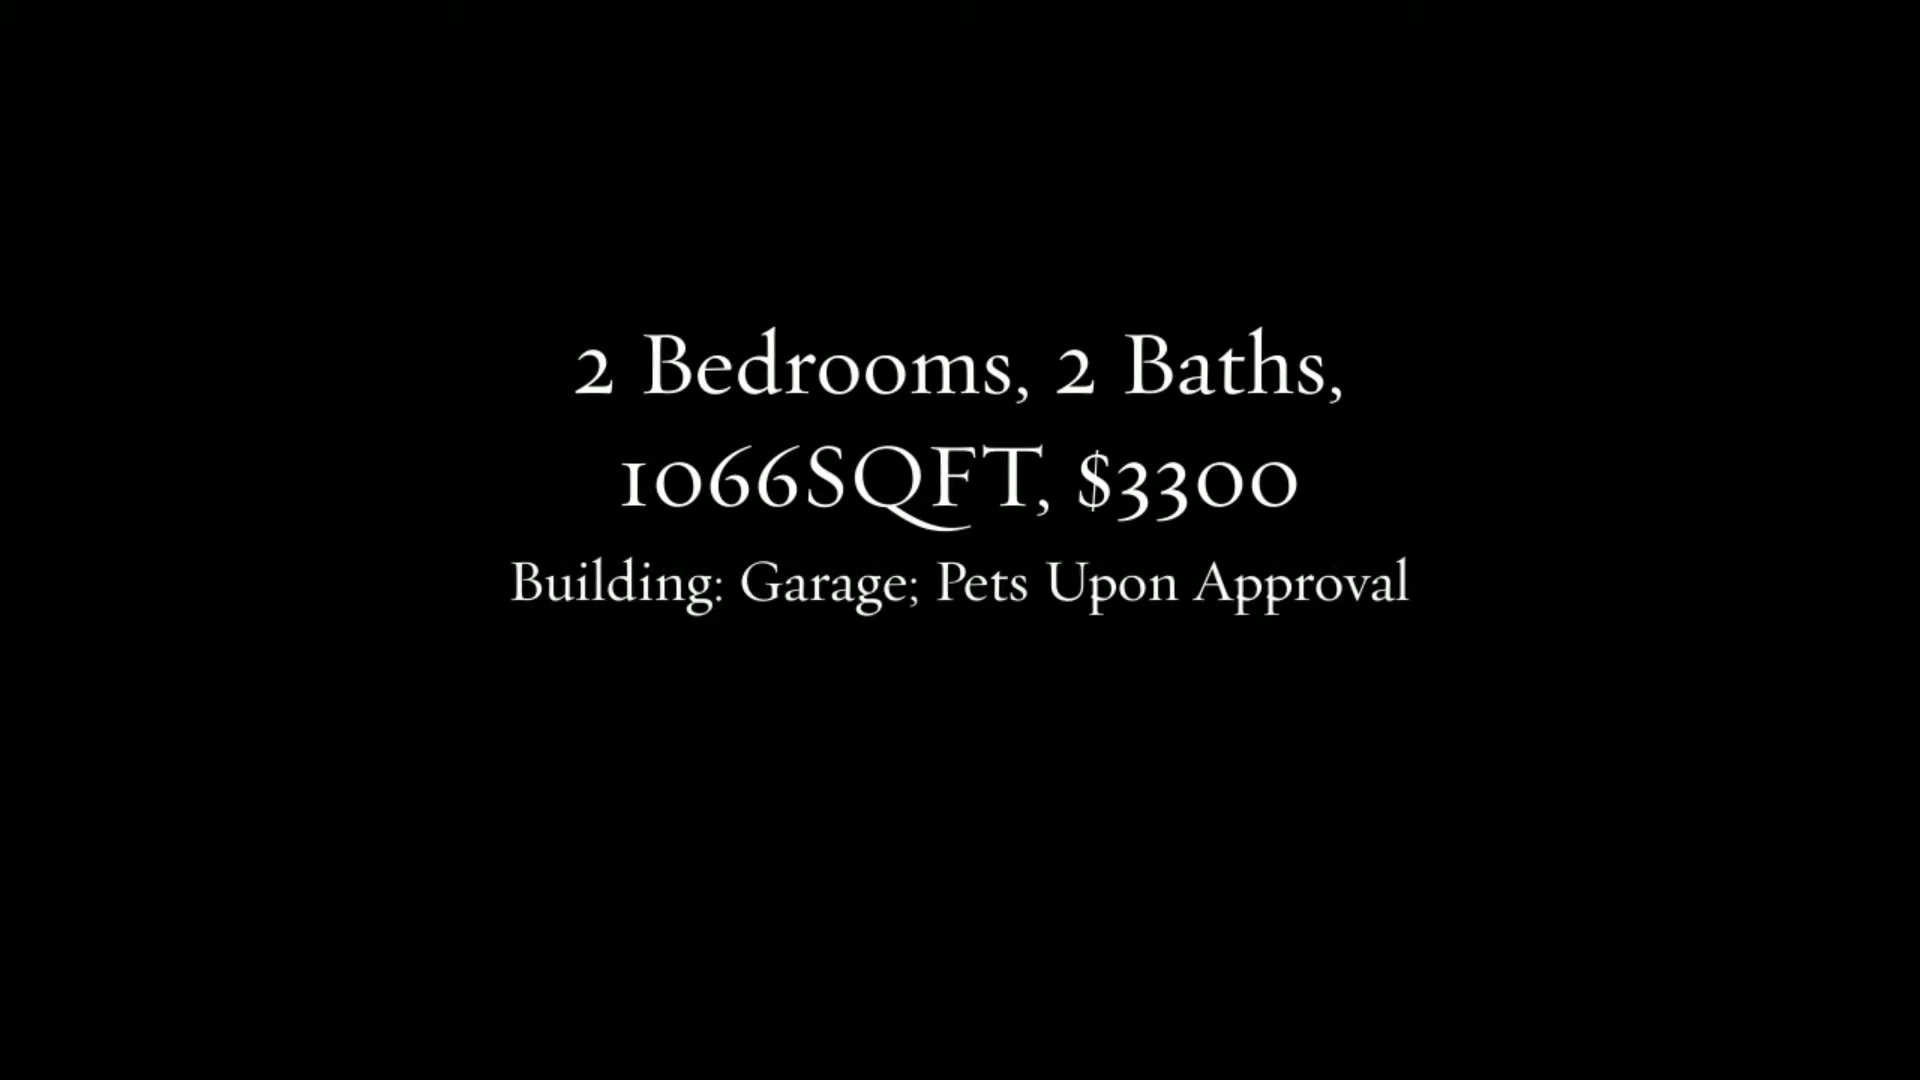 2 Bedrooms, 2 Baths,
1066SQFT, $3300
Building: Garage; Pets Upon Approval